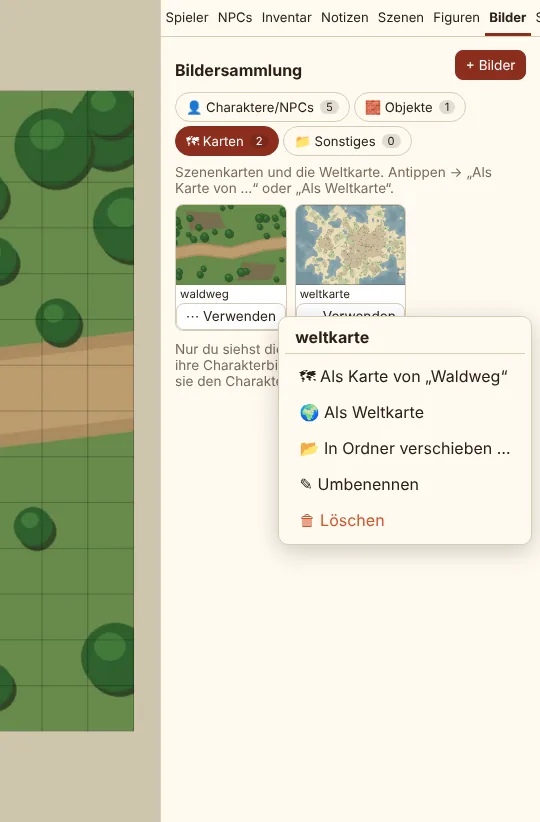 Spieler NPCs Inventar Notizen Szenen Figuren Bilder S
Bildersammlung
+ Bilder
👤 Charaktere/NPCs 5
🧱 Objekte 1
🗺 Karten 2
📁 Sonstiges 0
Szenenkarten und die Weltkarte. Antippen → „Als
Karte von …“ oder „Als Weltkarte“.
waldweg
weltkarte
⋯ Verwenden
Verwenden
Nur du siehst die
ihre Charakterbi
sie den Charakte
weltkarte
🗺 Als Karte von „Waldweg“
🌍 Als Weltkarte
📂 In Ordner verschieben …
✎ Umbenennen
🗑 Löschen